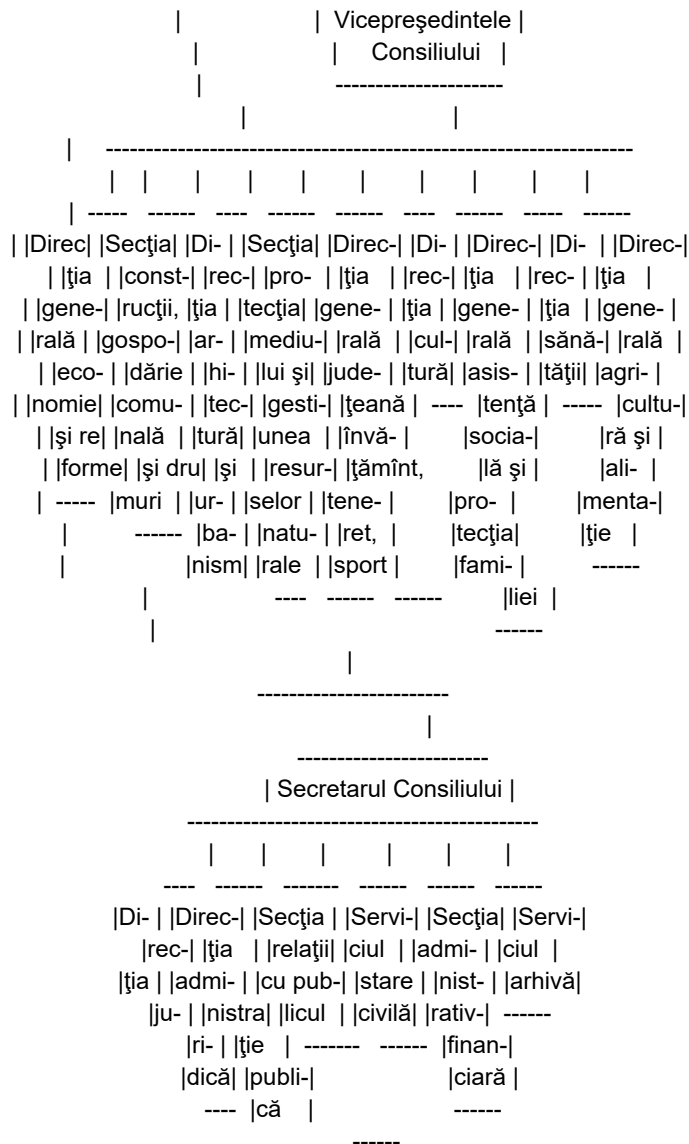 |                      | Vicepreşedintele |
|                     |     Consiliului   |
|                    ---------------------
|                                 |
|     ------------------------------------------------------------------
|    |       |       |       |        |        |       |        |       |
| -----   ------   ----   ------   ------   ----   ------   -----   ------
| |Direc| |Secţia| |Di- | |Secţia| |Direc-| |Di- | |Direc-| |Di-  | |Direc-|
| |ţia  | |const-| |rec-| |pro-  | |ţia   | |rec-| |ţia   | |rec- | |ţia   |
| |gene-| |rucţii, |ţia | |tecţia| |gene- | |ţia | |gene- | |ţia  | |gene- |
| |rală | |gospo-| |ar- | |mediu-| |rală  | |cul-| |rală  | |sănă-| |rală  |
| |eco- | |dărie | |hi- | |lui şi| |jude- | |tură| |asis- | |tăţii| |agri- |
| |nomie| |comu- | |tec-| |gesti-| |ţeană |  ----  |tenţă |  -----  |cultu-|
| |şi re| |nală  | |tură| |unea  | |învă- |        |socia-|         |ră şi |
| |forme| |şi dru| |şi  | |resur-| |ţămînt,        |lă şi |         |ali-  |
|  -----  |muri  | |ur- | |selor | |tene- |        |pro-  |         |menta-|
|          ------  |ba- | |natu- | |ret,  |        |tecţia|         |ţie   |
|                  |nism| |rale  | |sport |        |fami- |         ------
|                    ----   ------   ------         |liei  |
|                                                      ------
|
------------------------
|
------------------------
| Secretarul Consiliului |
--------------------------------------------
|       |        |         |        |        |
----   ------   -------   ------   ------   ------
|Di- | |Direc-| |Secţia | |Servi-| |Secţia| |Servi-|
|rec-| |ţia   | |relaţii| |ciul  | |admi- | |ciul  |
|ţia | |admi- | |cu pub-| |stare | |nist- | |arhivă|
|ju- | |nistra| |licul  | |civilă| |rativ-|  ------
|ri- | |ţie   |  -------   ------  |finan-|
|dică| |publi-|                    |ciară |
----  |că    |                     ------
------